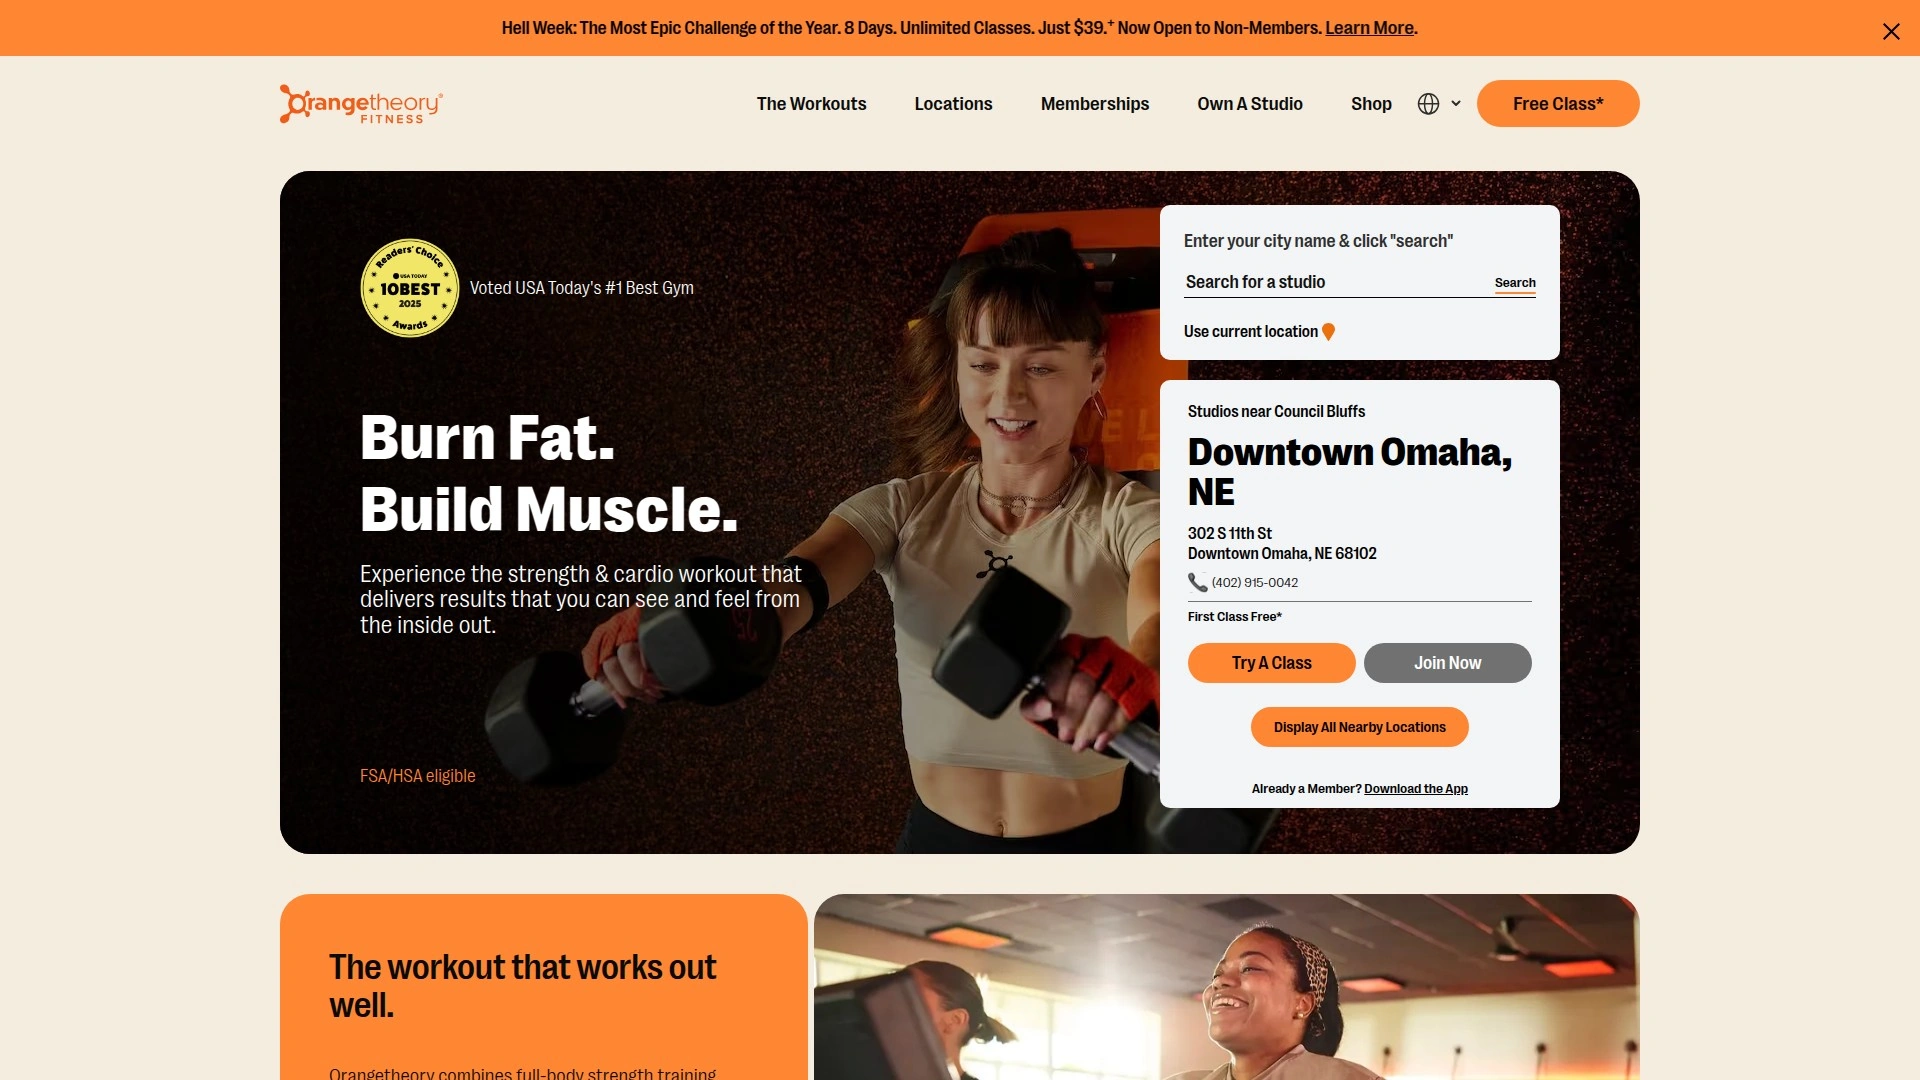 Hell Week: The Most Epic Challenge of the Year. 8 Days. Unlimited Classes. Just $39.+ Now Open to Non-Members. Learn More.
Orangetheory®
FITNESS
The Workouts
Locations
Memberships
Own A Studio
Shop
Free Class*
Readers' Choice
USA TODAY
10BEST
2025
Awards
Voted USA Today's #1 Best Gym
Burn Fat.
Build Muscle.
Experience the strength & cardio workout that
delivers results that you can see and feel from
the inside out.
FSA/HSA eligible
Enter your city name & click "search"
Search for a studio
Search
Use current location
Studios near Council Bluffs
Downtown Omaha,
NE
302 S 11th St
Downtown Omaha, NE 68102
(402) 915-0042
First Class Free*
Try A Class
Join Now
Display All Nearby Locations
Already a Member? Download the App
The workout that works out
well.
Orangetheory combines full-body strength training